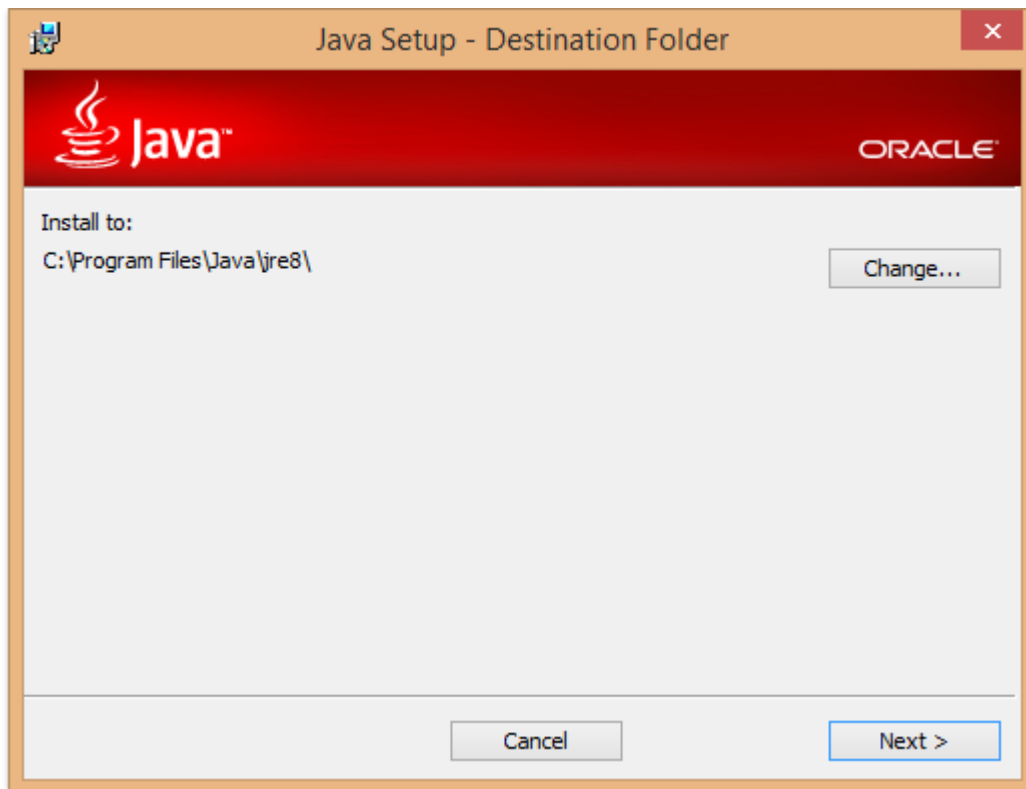 Java Setup - Destination Folder
Java™
ORACLE
Install to:
C:\Program Files\Java\jre8\
Change...
Cancel
Next >